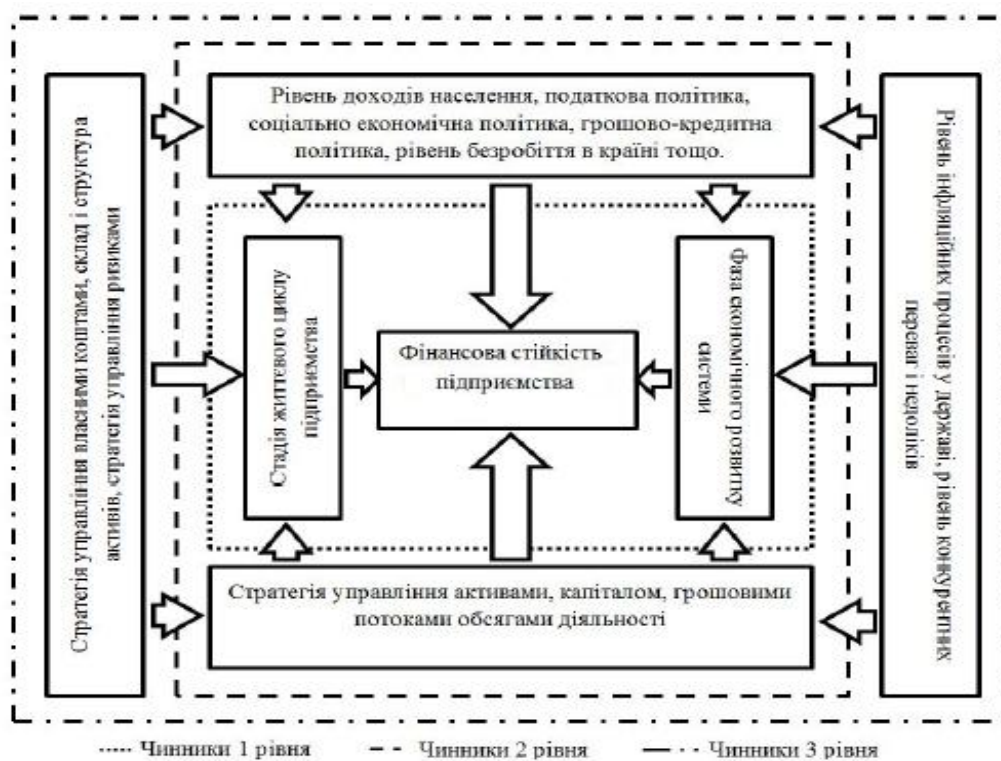 Рівень доходів населення, податкова політика,
соціально економічна політика, грошово-кредитна
політика, рівень безробіття в країні тощо.
Стратегія управління власними коштами, склад і структура
активів, стратегія управління ризиками
Стадія життєвого циклу
підприємства
Фінансова стійкість
підприємства
Фаза економічного розвитку
системи
Рівень інфляційних процесів у державі, рівень конкурентних
переваг і недоліків
Стратегія управління активами, капіталом, грошовими
потоками обсягами діяльності
Чинники 1 рівня Чинники 2 рівня Чинники 3 рівня